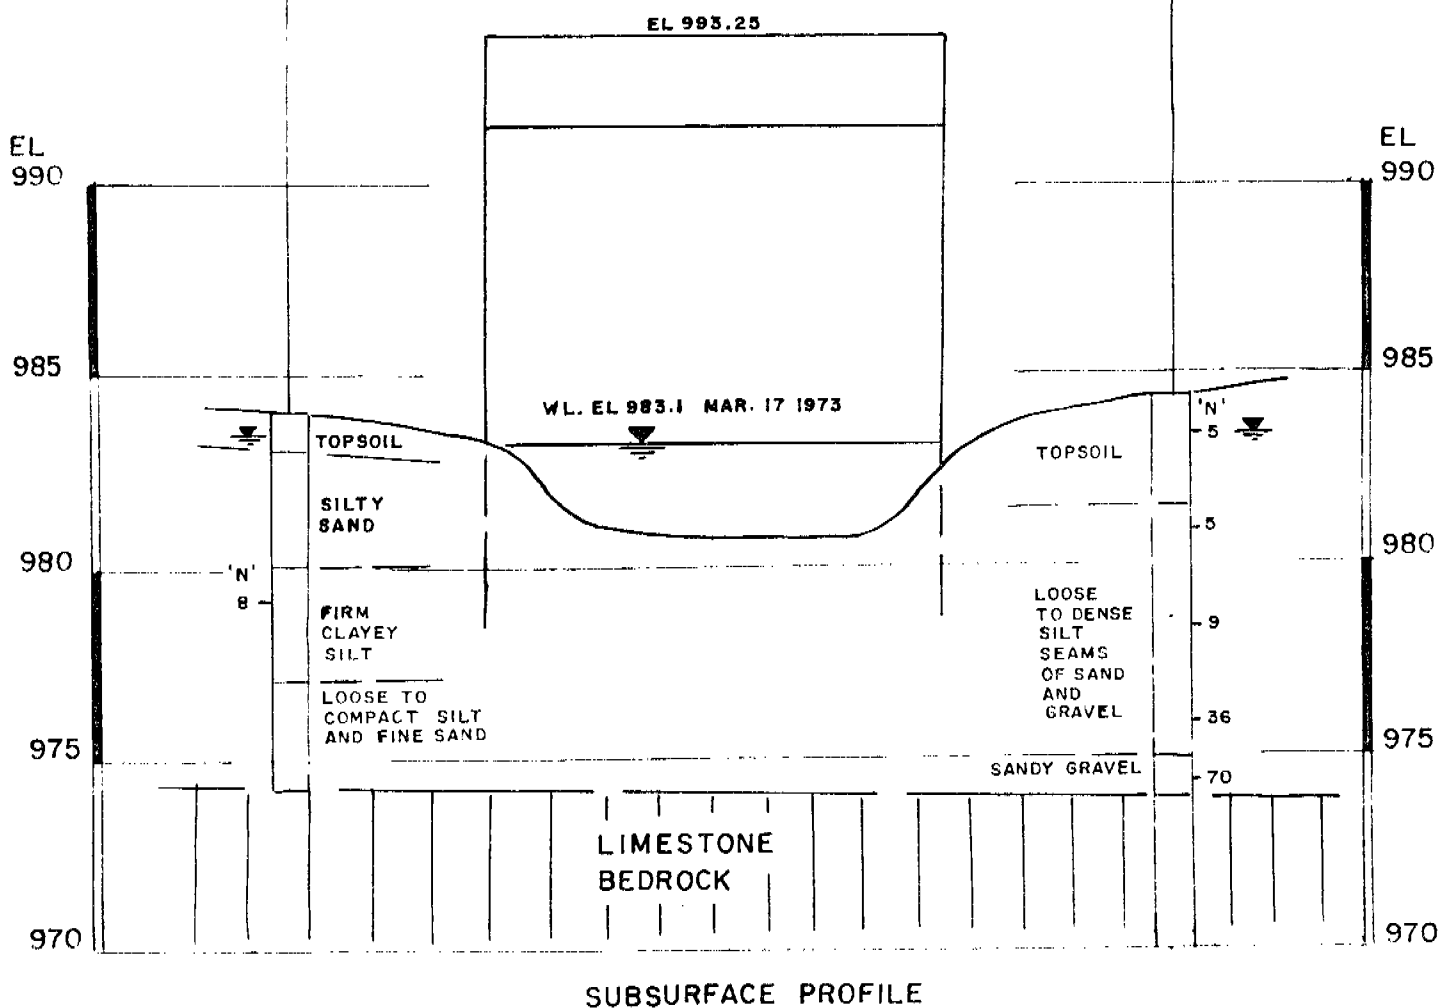 EL 993.25
EL
990
EL
990
985
985
WL. EL 983.1 MAR. 17 1973
'N'
5
TOPSOIL
TOPSOIL
SILTY
SAND
5
980
980
'N'
8
FIRM
CLAYEY
SILT
LOOSE
TO DENSE
SILT
SEAMS
OF SAND
AND
GRAVEL
9
LOOSE TO
COMPACT SILT
AND FINE SAND
36
975
975
SANDY GRAVEL
70
LIMESTONE
BEDROCK
970
970
SUBSURFACE PROFILE